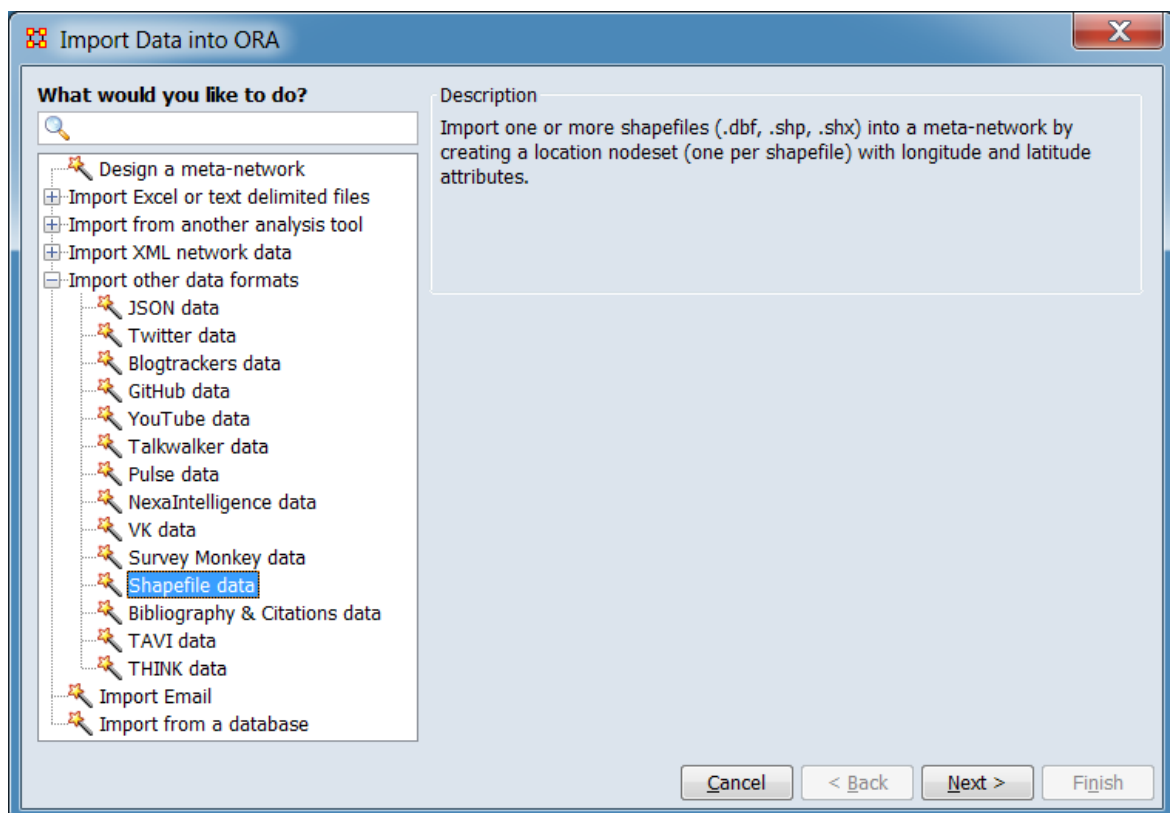 Import Data into ORA
What would you like to do?
Design a meta-network
Import Excel or text delimited files
Import from another analysis tool
Import XML network data
Import other data formats
JSON data
Twitter data
Blogtrackers data
GitHub data
YouTube data
Talkwalker data
Pulse data
NexaIntelligence data
VK data
Survey Monkey data
Shapefile data
Bibliography & Citations data
TAVI data
THINK data
Import Email
Import from a database
Description
Import one or more shapefiles (.dbf, .shp, .shx) into a meta-network by
creating a location nodeset (one per shapefile) with longitude and latitude
attributes.
Cancel
< Back
Next >
Finish